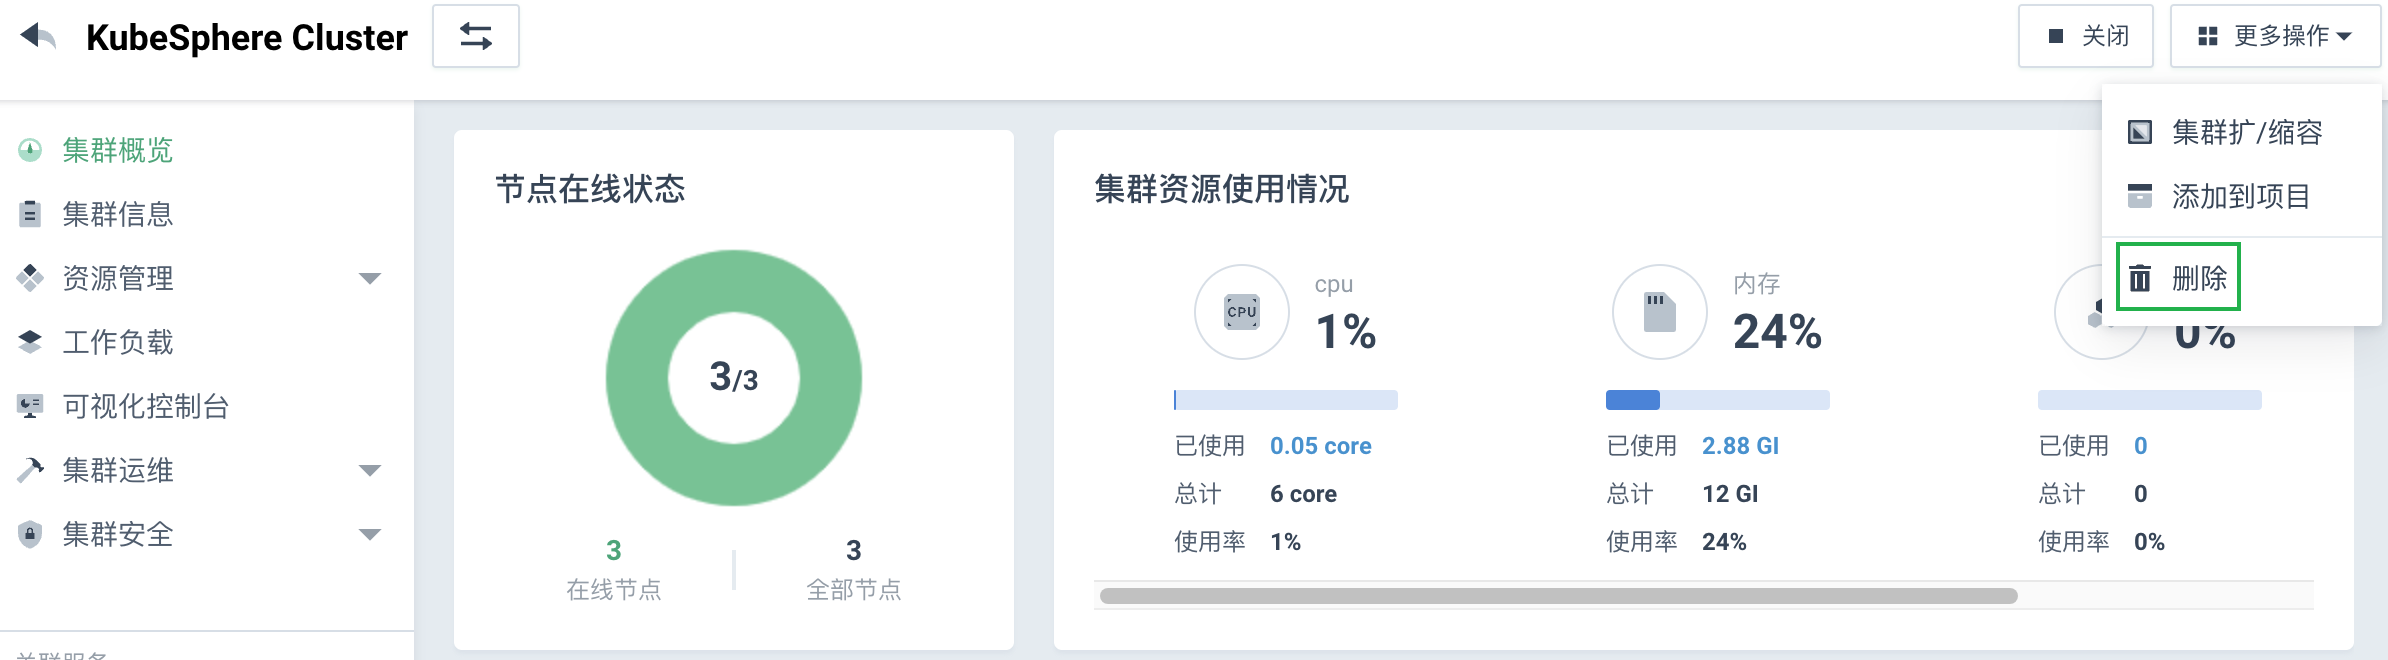 KubeSphere Cluster
关闭
更多操作
集群扩/缩容
添加到项目
删除
集群概览
集群信息
资源管理
工作负载
可视化控制台
集群运维
集群安全
节点在线状态
3/3
3
在线节点
3
全部节点
集群资源使用情况
CPU
cpu
1%
已使用 0.05 core
总计 6 core
使用率 1%
内存
24%
已使用 2.88 GI
总计 12 GI
使用率 24%
0%
已使用 0
总计 0
使用率 0%